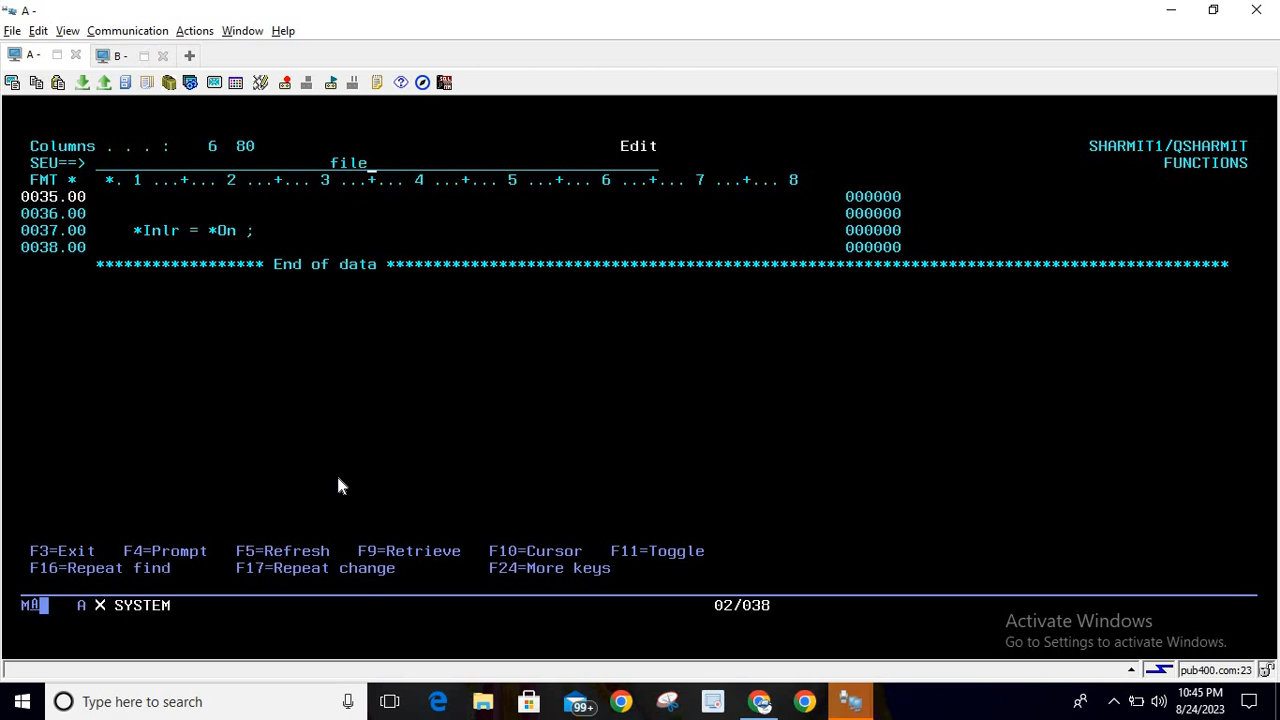 A -
File Edit View Communication Actions Window Help
A - B -
Columns . . . : 6 80 Edit SHARMIT1/QSHARMIT
SEU==> file_ FUNCTIONS
FMT * *. 1 ...+... 2 ...+... 3 ...+... 4 ...+... 5 ...+... 6 ...+... 7 ...+... 8
0035.00 000000
0036.00 000000
0037.00 *Inlr = *On ; 000000
0038.00 000000
****************** End of data ******************************************************************************************
F3=Exit F4=Prompt F5=Refresh F9=Retrieve F10=Cursor F11=Toggle
F16=Repeat find F17=Repeat change F24=More keys
MA A X SYSTEM 02/038
Activate Windows
Go to Settings to activate Windows.
pub400.com:23
Type here to search 99+ 10:45 PM
8/24/2023